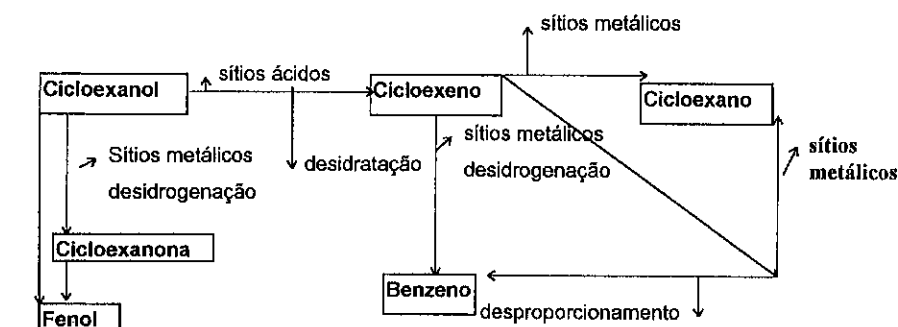 sítios metálicos
Cicloexanol
sítios ácidos
Cicloexeno
Cicloexano
desidratação
Sítios metálicos
desidrogenação
sítios metálicos
desidrogenação
sítios
metálicos
Cicloexanona
Benzeno
desproporcionamento
Fenol